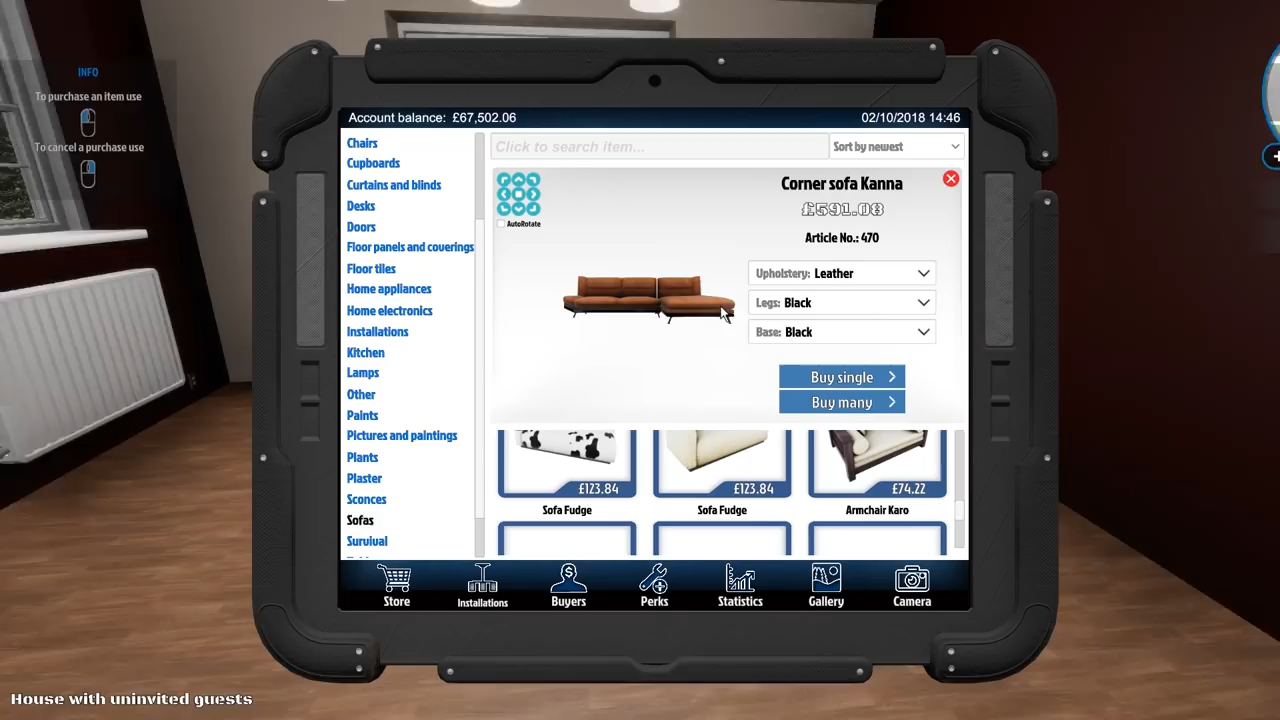 INFO
To purchase an item use
To cancel a purchase use
Account balance: £67,502.06
02/10/2018 14:46
Chairs
Cupboards
Curtains and blinds
Desks
Doors
Floor panels and coverings
Floor tiles
Home appliances
Home electronics
Installations
Kitchen
Lamps
Other
Paints
Pictures and paintings
Plants
Plaster
Sconces
Sofas
Survival
Click to search item...
Sort by newest
AutoRotate
Corner sofa Kanna
£591.08
Article No.: 470
Upholstery: Leather
Legs: Black
Base: Black
Buy single
Buy many
£123.84
£123.84
£74.22
Sofa Fudge
Sofa Fudge
Armchair Karo
Store
Installations
Buyers
Perks
Statistics
Gallery
Camera
House with uninvited guests